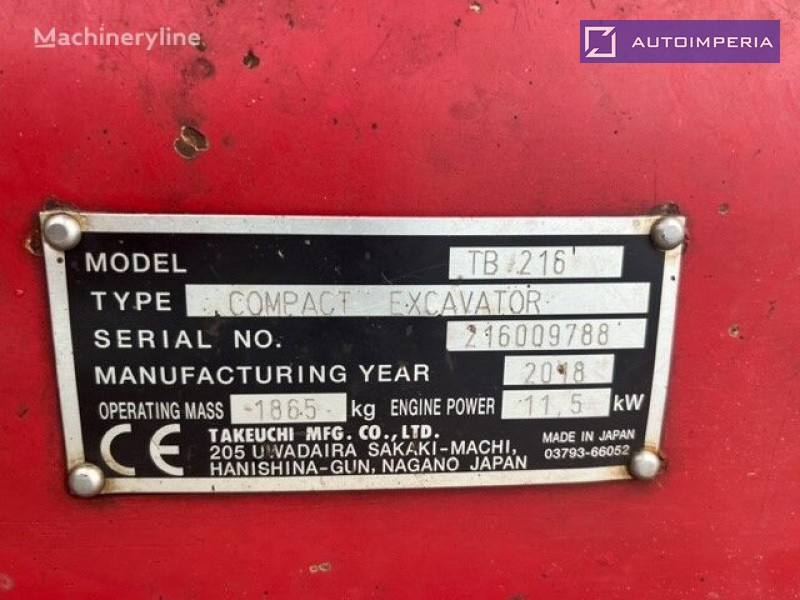 Machineryline
AUTOIMPERIA
MODEL TB 216
TYPE COMPACT EXCAVATOR
SERIAL NO. 216009788
MANUFACTURING YEAR 2018
OPERATING MASS 1865 kg ENGINE POWER 11,5 kW
CE TAKEUCHI MFG. CO., LTD.
205 UWADAIRA SAKAKI-MACHI,
HANISHINA-GUN, NAGANO JAPAN
MADE IN JAPAN
03793-66052